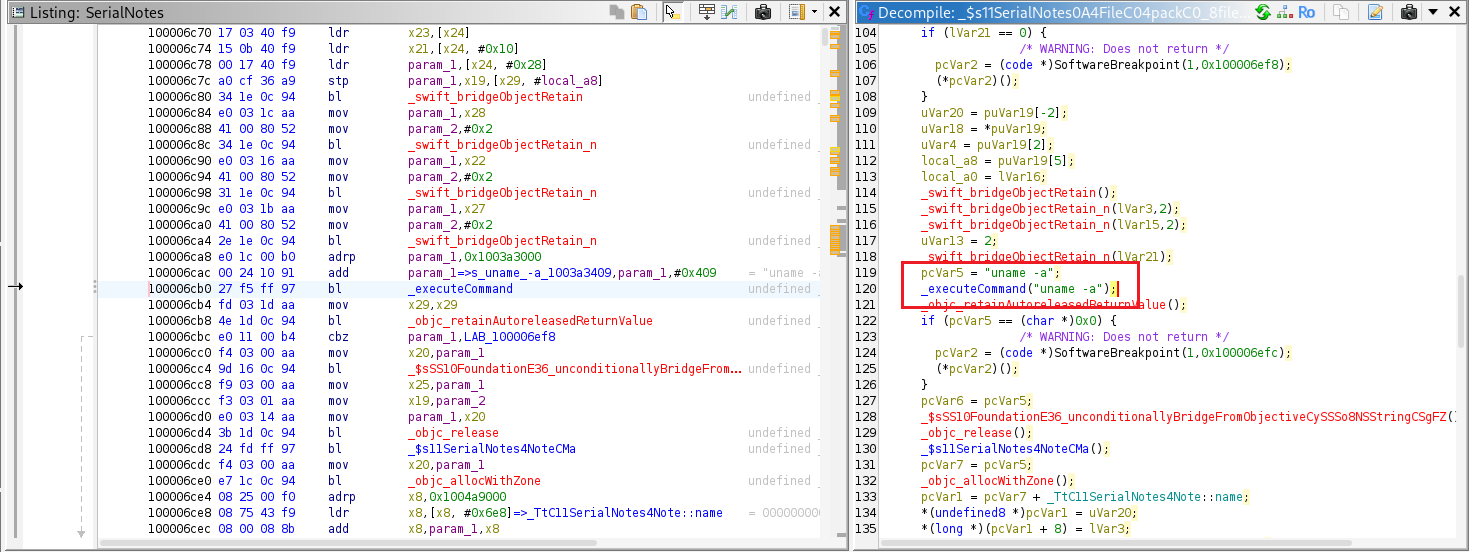 Listing: SerialNotes
100006c70 17 03 40 f9 ldr x23,[x24]
100006c74 15 0b 40 f9 ldr x21,[x24, #0x10]
100006c78 00 17 40 f9 ldr param_1,[x24, #0x28]
100006c7c a0 cf 36 a9 stp param_1,x19,[x29, #local_a8]
100006c80 34 1e 0c 94 bl _swift_bridgeObjectRetain undefined _
100006c84 e0 03 1c aa mov param_1,x28
100006c88 41 00 80 52 mov param_2,#0x2
100006c8c 34 1e 0c 94 bl _swift_bridgeObjectRetain_n undefined _
100006c90 e0 03 16 aa mov param_1,x22
100006c94 41 00 80 52 mov param_2,#0x2
100006c98 31 1e 0c 94 bl _swift_bridgeObjectRetain_n undefined _
100006c9c e0 03 1b aa mov param_1,x27
100006ca0 41 00 80 52 mov param_2,#0x2
100006ca4 2e 1e 0c 94 bl _swift_bridgeObjectRetain_n undefined _
100006ca8 e0 1c 00 b0 adrp param_1,0x1003a3000
100006cac 00 24 10 91 add param_1=>s_uname_-a_1003a3409,param_1,#0x409 = "uname -a
100006cb0 27 f5 ff 97 bl _executeCommand undefined _
100006cb4 fd 03 1d aa mov x29,x29
100006cb8 4e 1d 0c 94 bl _objc_retainAutoreleasedReturnValue undefined _
100006cbc e0 11 00 b4 cbz param_1,LAB_100006ef8
100006cc0 f4 03 00 aa mov x20,param_1
100006cc4 9d 16 0c 94 bl _$sSS10FoundationE36_unconditionallyBridgeFrom... undefined _
100006cc8 f9 03 00 aa mov x25,param_1
100006ccc f3 03 01 aa mov x19,param_2
100006cd0 e0 03 14 aa mov param_1,x20
100006cd4 3b 1d 0c 94 bl _objc_release undefined _
100006cd8 24 fd ff 97 bl _$s11SerialNotes4NoteCMa undefined _
100006cdc f4 03 00 aa mov x20,param_1
100006ce0 e7 1c 0c 94 bl _objc_allocWithZone undefined _
100006ce4 08 25 00 f0 adrp x8,0x1004a9000
100006ce8 08 75 43 f9 ldr x8,[x8, #0x6e8]=>_TtC11SerialNotes4Note::name = 000000000
100006cec 08 00 08 8b add x8,param_1,x8
Decompile: _$s11SerialNotes0A4FileC04packC0_8file... Ro
104 if (lVar21 == 0) {
105 /* WARNING: Does not return */
106 pcVar2 = (code *)SoftwareBreakpoint(1,0x100006ef8);
107 (*pcVar2)();
108 }
109 uVar20 = puVar19[-2];
110 uVar18 = *puVar19;
111 uVar4 = puVar19[2];
112 local_a8 = puVar19[5];
113 local_a0 = lVar16;
114 _swift_bridgeObjectRetain();
115 _swift_bridgeObjectRetain_n(lVar3,2);
116 _swift_bridgeObjectRetain_n(lVar15,2);
117 uVar13 = 2;
118 _swift_bridgeObjectRetain_n(lVar21);
119 pcVar5 = "uname -a";
120 _executeCommand("uname -a");
121 _objc_retainAutoreleasedReturnValue();
122 if (pcVar5 == (char *)0x0) {
123 /* WARNING: Does not return */
124 pcVar2 = (code *)SoftwareBreakpoint(1,0x100006efc);
125 (*pcVar2)();
126 }
127 pcVar6 = pcVar5;
128 _$sSS10FoundationE36_unconditionallyBridgeFromObjectiveCySSSo8NSStringCSgFZ()
129 _objc_release();
130 _$s11SerialNotes4NoteCMa();
131 pcVar7 = pcVar5;
132 _objc_allocWithZone();
133 pcVar1 = pcVar7 + _TtC11SerialNotes4Note::name;
134 *(undefined8 *)pcVar1 = uVar20;
135 *(long *)(pcVar1 + 8) = lVar3;